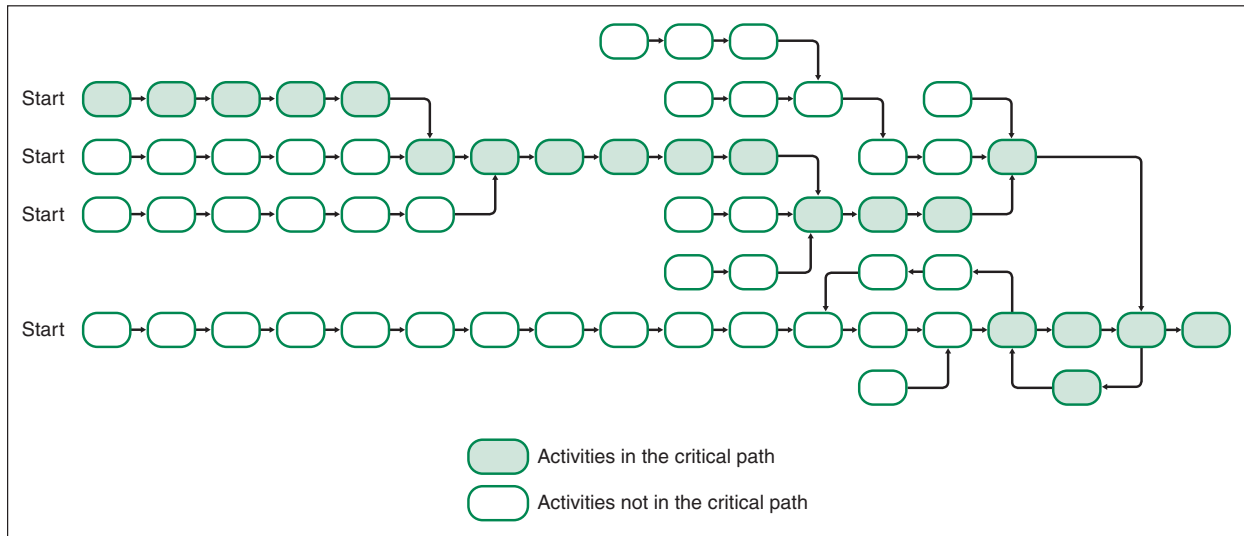 Start
Start
Start
Start
Activities in the critical path
Activities not in the critical path